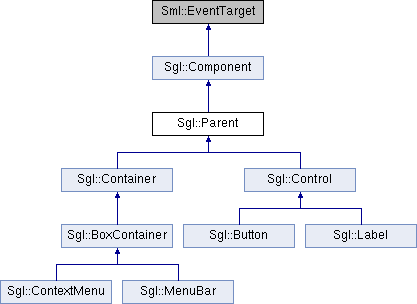 Sml::EventTarget
Sgl::Component
Sgl::Parent
Sgl::Container Sgl::Control
Sgl::BoxContainer Sgl::Button Sgl::Label
Sgl::ContextMenu Sgl::MenuBar